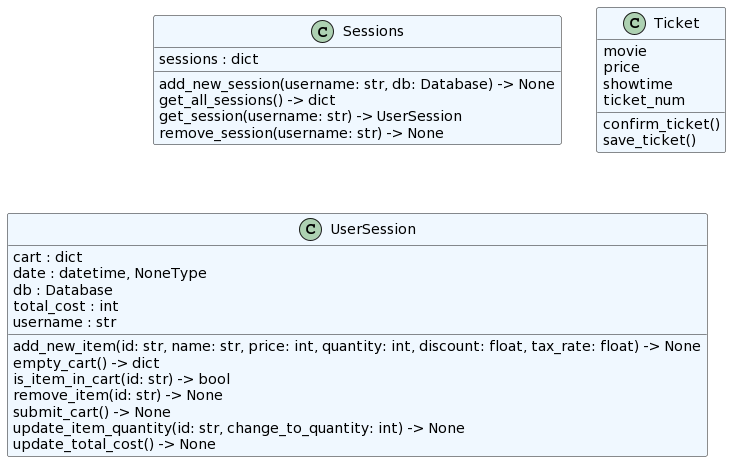 C Sessions
sessions : dict
add_new_session(username: str, db: Database) -> None
get_all_sessions() -> dict
get_session(username: str) -> UserSession
remove_session(username: str) -> None
C Ticket
movie
price
showtime
ticket_num
confirm_ticket()
save_ticket()
C UserSession
cart : dict
date : datetime, NoneType
db : Database
total_cost : int
username : str
add_new_item(id: str, name: str, price: int, quantity: int, discount: float, tax_rate: float) -> None
empty_cart() -> dict
is_item_in_cart(id: str) -> bool
remove_item(id: str) -> None
submit_cart() -> None
update_item_quantity(id: str, change_to_quantity: int) -> None
update_total_cost() -> None